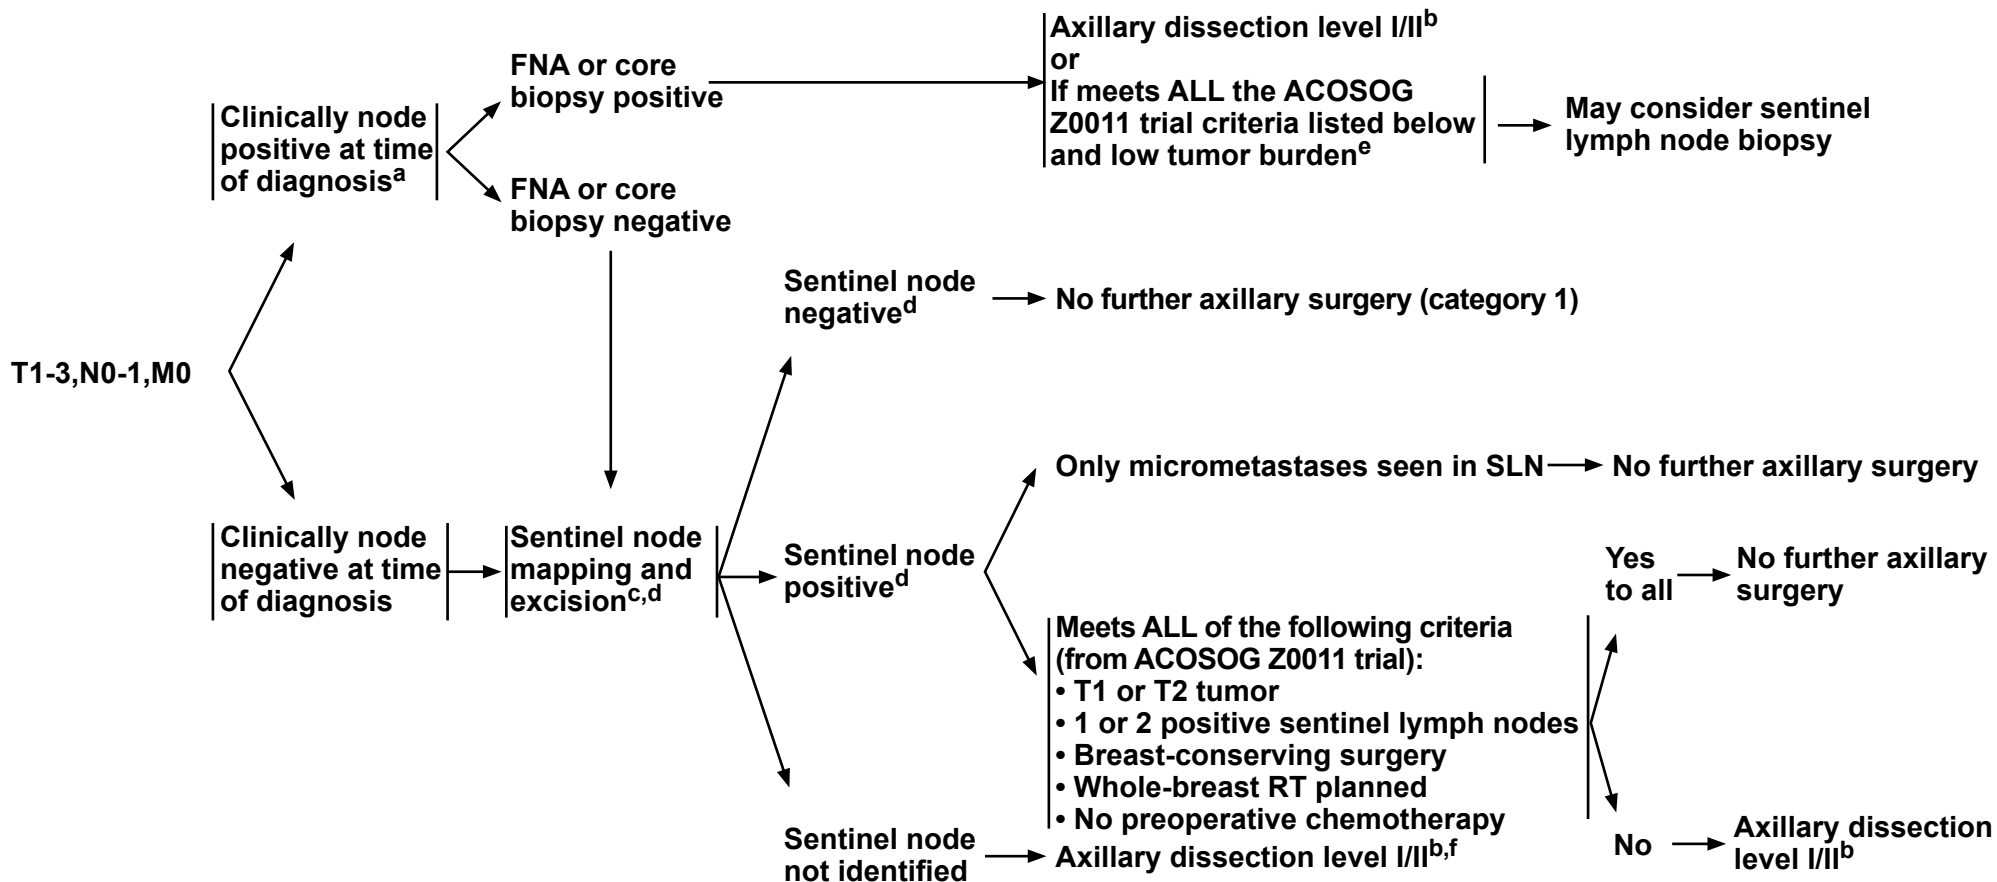 Axillary dissection level I/IIb
or
If meets ALL the ACOSOG
Z0011 trial criteria listed below
and low tumor burdene
May consider sentinel
lymph node biopsy
FNA or core
biopsy positive
Clinically node
positive at time
of diagnosisa
FNA or core
biopsy negative
Sentinel node
negatived
No further axillary surgery (category 1)
T1-3,N0-1,M0
Only micrometastases seen in SLN
No further axillary surgery
Clinically node
negative at time
of diagnosis
Sentinel node
mapping and
excisionc,d
Sentinel node
positived
Yes
to all
No further axillary
surgery
Meets ALL of the following criteria
(from ACOSOG Z0011 trial):
• T1 or T2 tumor
• 1 or 2 positive sentinel lymph nodes
• Breast-conserving surgery
• Whole-breast RT planned
• No preoperative chemotherapy
Sentinel node
not identified
Axillary dissection level I/IIb,f
No
Axillary dissection
level I/IIb